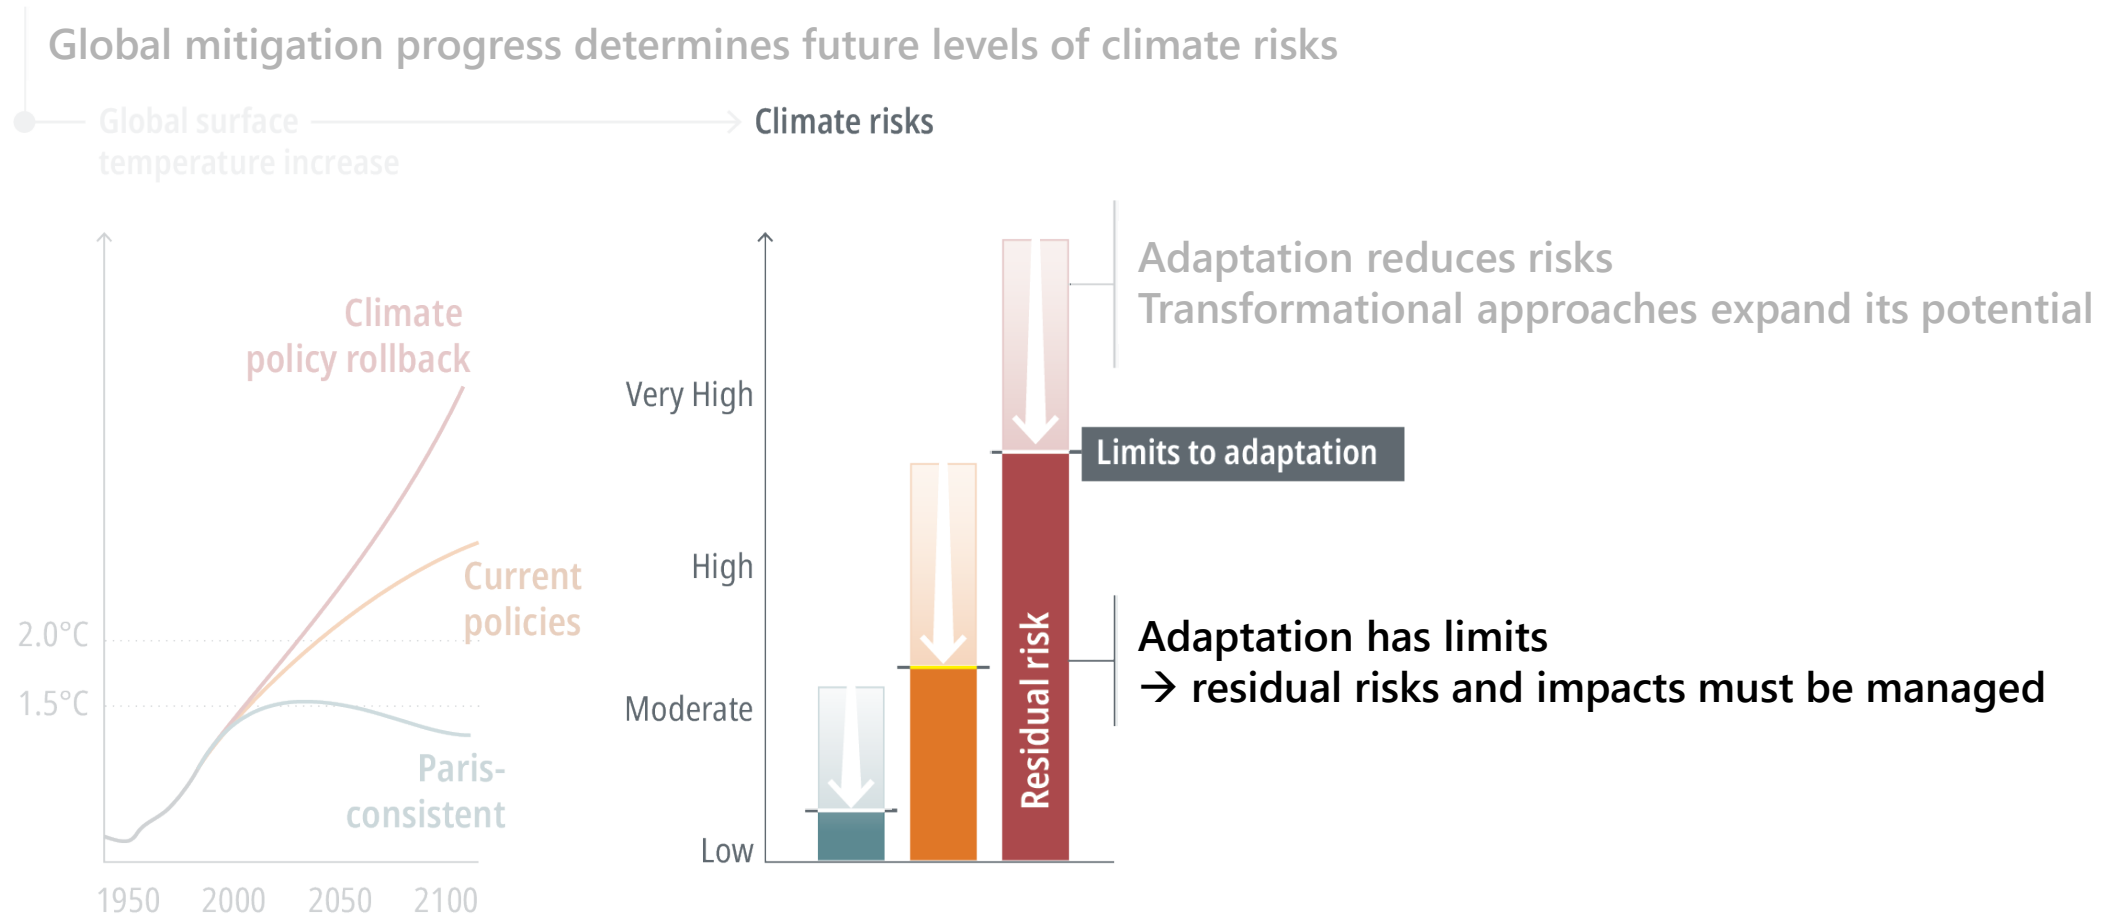 Global mitigation progress determines future levels of climate risks
Global surface
temperature increase
Climate risks
Climate
policy rollback
Current
policies
Paris-
consistent
2.0°C
1.5°C
1950 2000 2050 2100
Very High
High
Moderate
Low
Residual risk
Adaptation reduces risks
Transformational approaches expand its potential
Limits to adaptation
Adaptation has limits
→ residual risks and impacts must be managed